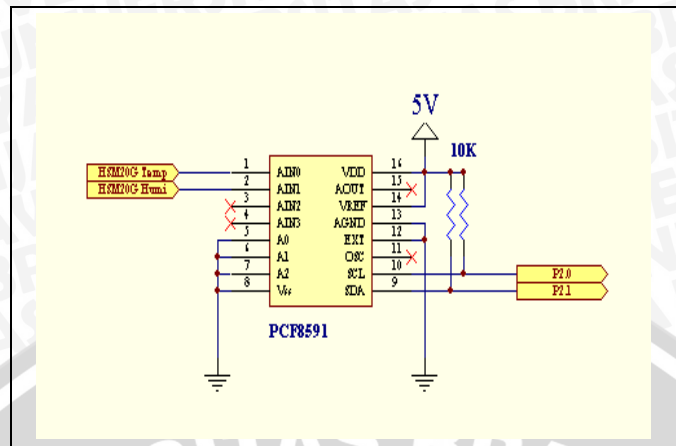 5V
10K
HSM20G Temp 1 AIN0 VDD 16
HSM20G Humi 2 AIN1 AOUT 15
3 AIN2 VREF 14
4 AIN3 AGND 13
5 A0 EXT 12
6 A1 OSC 11
7 A2 SCL 10 P2.0
8 Vss SDA 9 P2.1
PCF8591